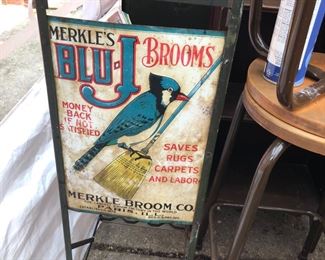 MERKLE'S
BLU-J BROOMS
MONEY
BACK
IF NOT
SATISFIED
SAVES
RUGS
CARPETS
AND LABOR
MERKLE BROOM CO.
PARIS, ILL.